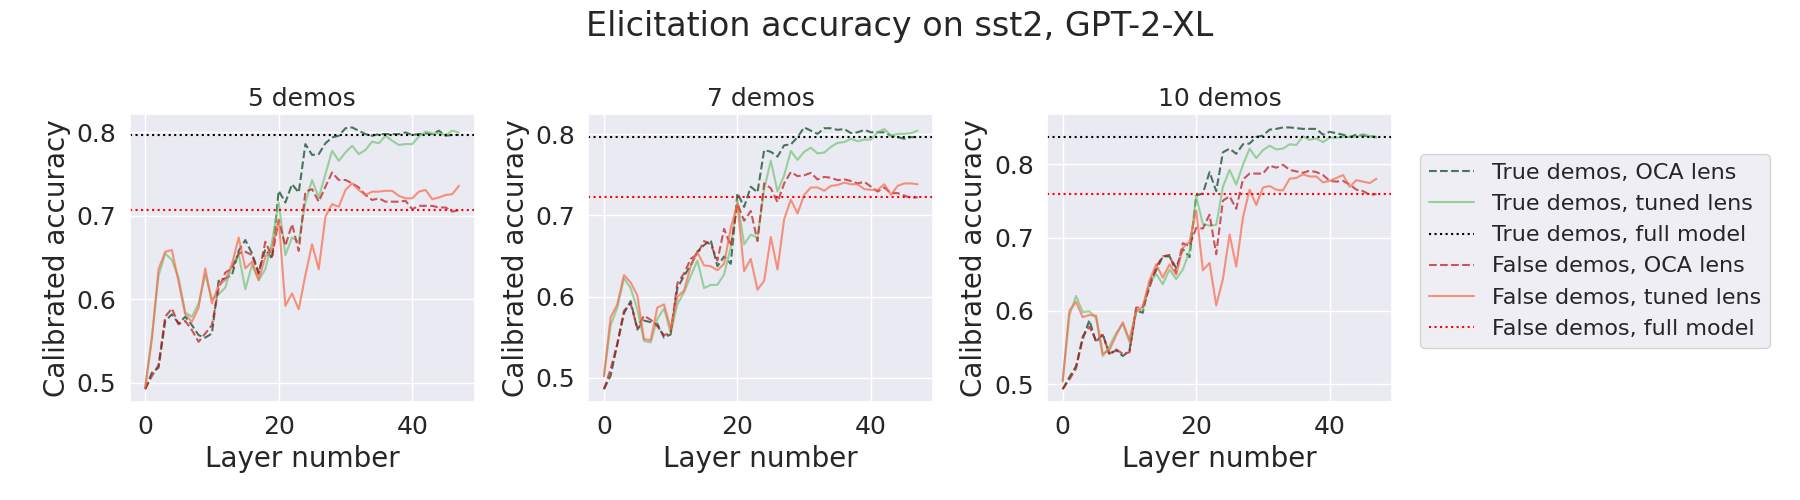 Elicitation accuracy on sst2, GPT-2-XL
5 demos
7 demos
10 demos
Calibrated accuracy
0.8
0.7
0.6
0.5
0
20
40
Layer number
Calibrated accuracy
0.8
0.7
0.6
0.5
0
20
40
Layer number
Calibrated accuracy
0.8
0.7
0.6
0.5
0
20
40
Layer number
True demos, OCA lens
True demos, tuned lens
True demos, full model
False demos, OCA lens
False demos, tuned lens
False demos, full model